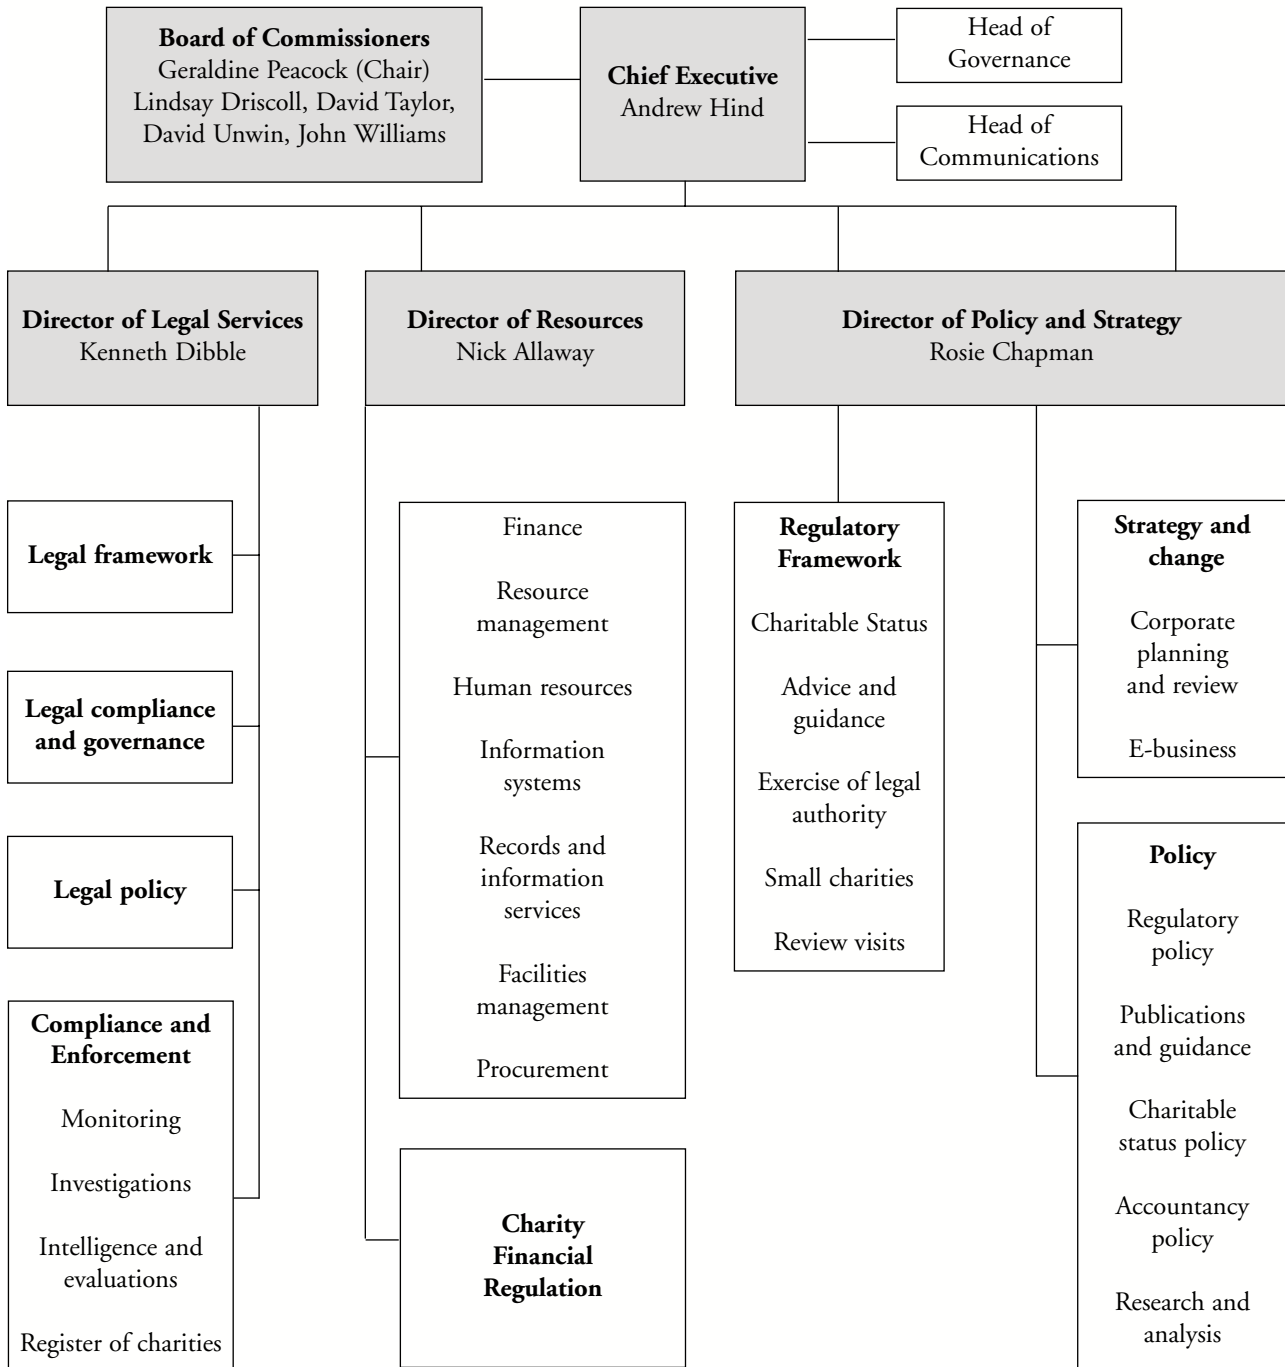 Board of Commissioners
Geraldine Peacock (Chair)
Lindsay Driscoll, David Taylor,
David Unwin, John Williams
Chief Executive
Andrew Hind
Head of
Governance
Head of
Communications
Director of Legal Services
Kenneth Dibble
Director of Resources
Nick Allaway
Director of Policy and Strategy
Rosie Chapman
Legal framework
Legal compliance
and governance
Legal policy
Compliance and
Enforcement
Monitoring
Investigations
Intelligence and
evaluations
Register of charities
Finance
Resource
management
Human resources
Information
systems
Records and
information
services
Facilities
management
Procurement
Charity
Financial
Regulation
Regulatory
Framework
Charitable Status
Advice and
guidance
Exercise of legal
authority
Small charities
Review visits
Strategy and
change
Corporate
planning
and review
E-business
Policy
Regulatory
policy
Publications
and guidance
Charitable
status policy
Accountancy
policy
Research and
analysis